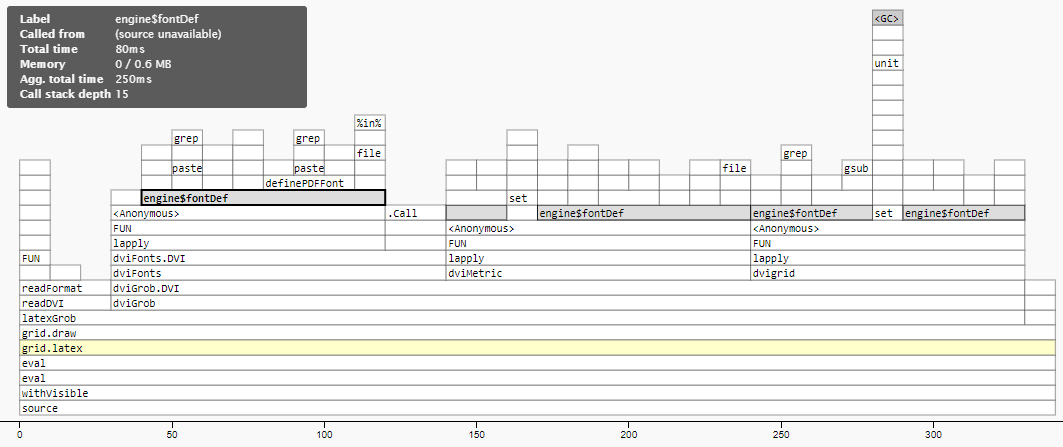 Label engine$fontDef
Called from (source unavailable)
Total time 80ms
Memory 0 / 0.6 MB
Agg. total time 250ms
Call stack depth 15
<GC>
unit
%in%
grep grep
file grep
paste paste file gsub
definePDFFont
engine$fontDef set
<Anonymous> .Call engine$fontDef engine$fontDef set engine$fontDef
FUN <Anonymous> <Anonymous>
lapply FUN FUN
FUN dviFonts.DVI lapply lapply
dviFonts dviMetric dvigrid
readFormat dviGrob.DVI
readDVI dviGrob
latexGrob
grid.draw
grid.latex
eval
eval
withVisible
source
0 50 100 150 200 250 300